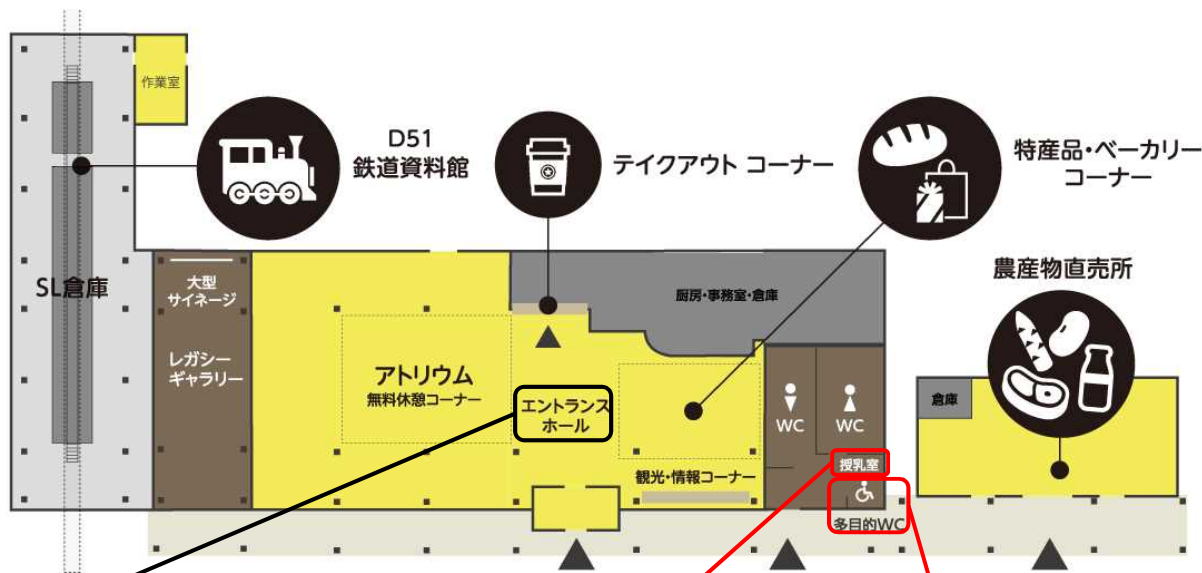 作業室
D51
鉄道資料館
テイクアウト コーナー
特産品・ベーカリー
コーナー
農産物直売所
SL倉庫
大型
サイネージ
レガシー
ギャラリー
厨房・事務室・倉庫
アトリウム
無料休憩コーナー
エントランス
ホール
WC
WC
倉庫
授乳室
観光・情報コーナー
多目的WC